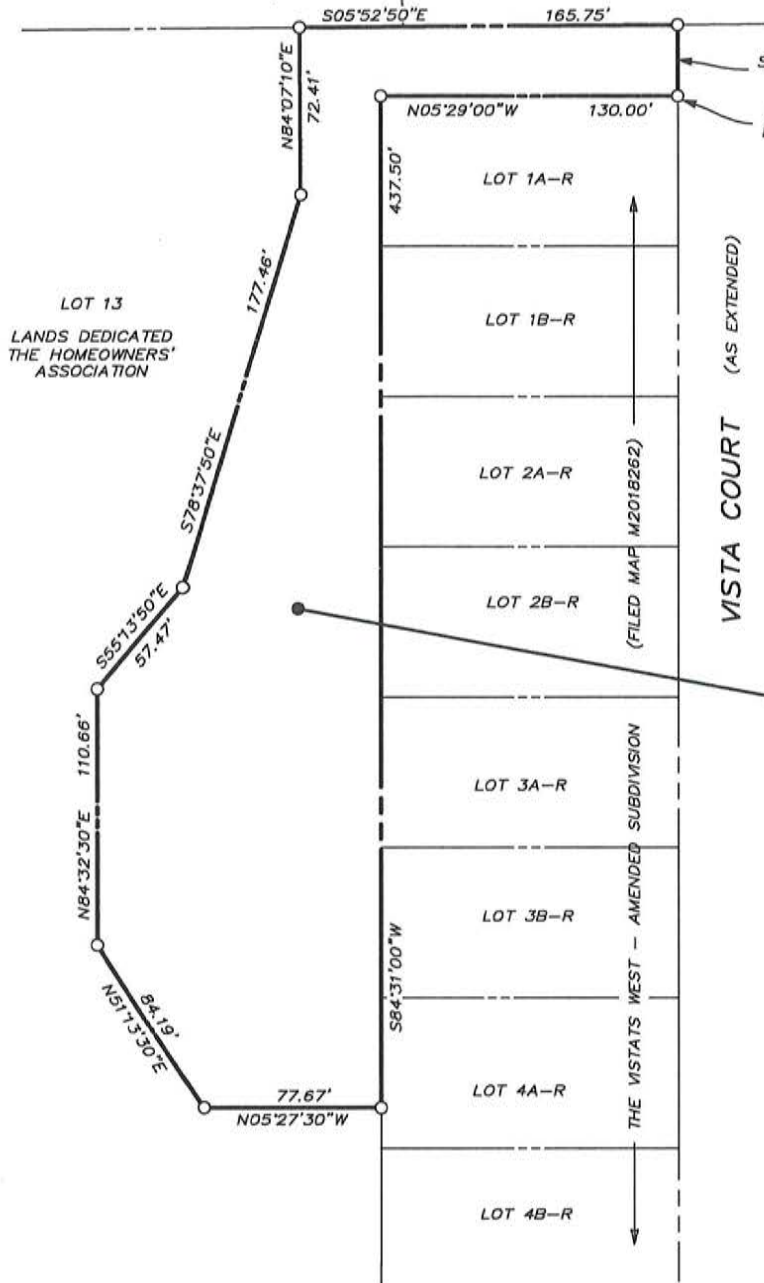 S05°52'50"E 165.75'
N84°07'10"E
72.41'
S
N05°29'00"W 130.00'
437.50'
LOT 1A-R
177.46'
LOT 13
LANDS DEDICATED
THE HOMEOWNERS'
ASSOCIATION
LOT 1B-R
(AS EXTENDED)
S78°37'50"E
LOT 2A-R
(FILED MAP M2018262)
VISTA COURT
S55°13'50"E
57.47'
LOT 2B-R
110.66'
N84°32'30"E
LOT 3A-R
LOT 3B-R
THE VISTATS WEST - AMENDED SUBDIVISION
S84°31'00"W
84.19'
N51°13'30"E
LOT 4A-R
77.67'
N05°27'30"W
LOT 4B-R